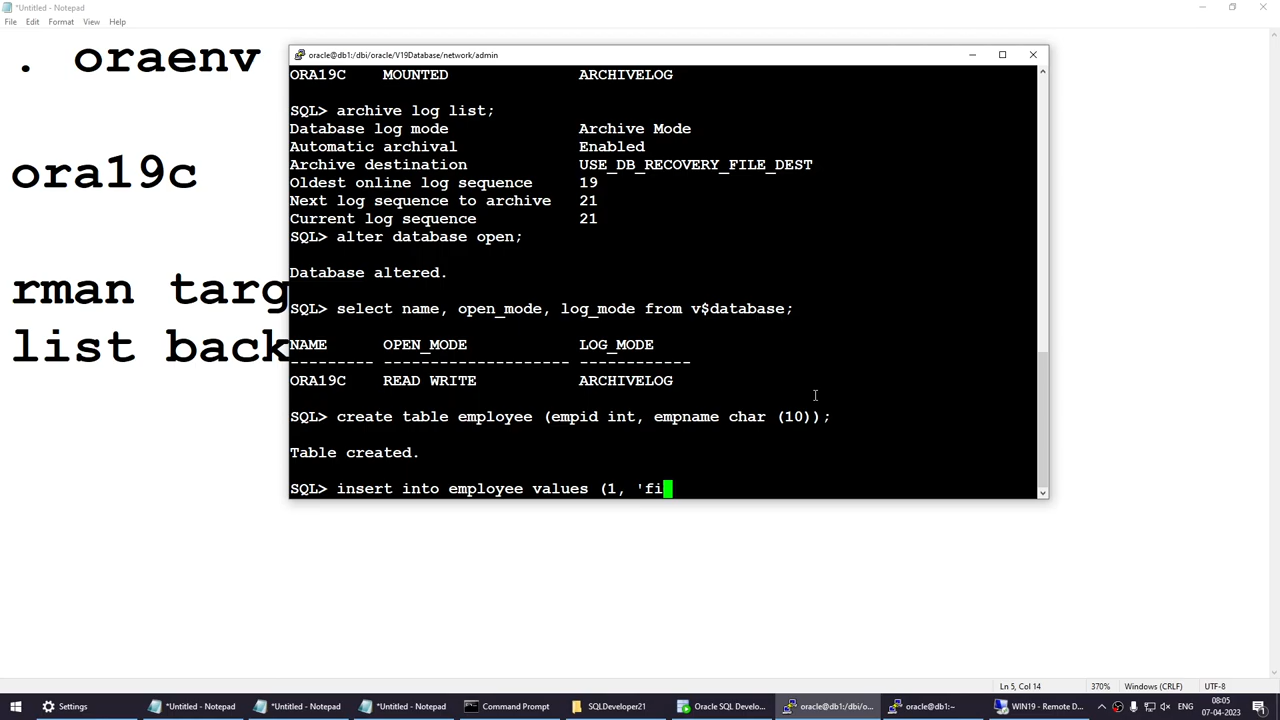 *Untitled - Notepad
File Edit Format View Help
. oraenv
ora19c
rman targ
list back
oracle@db1:/dbi/oracle/V19Database/network/admin
ORA19C MOUNTED ARCHIVELOG
SQL> archive log list;
Database log mode Archive Mode
Automatic archival Enabled
Archive destination USE_DB_RECOVERY_FILE_DEST
Oldest online log sequence 19
Next log sequence to archive 21
Current log sequence 21
SQL> alter database open;
Database altered.
SQL> select name, open_mode, log_mode from v$database;
NAME OPEN_MODE LOG_MODE
--------- -------------------- ------------
ORA19C READ WRITE ARCHIVELOG
SQL> create table employee (empid int, empname char (10));
Table created.
SQL> insert into employee values (1, 'fi
Ln 5, Col 14 370% Windows (CRLF) UTF-8
Settings *Untitled - Notepad *Untitled - Notepad *Untitled - Notepad Command Prompt SQLDeveloper21 Oracle SQL Develo... oracle@db1:/dbi/o... oracle@db1:~ WIN19 - Remote D... ENG 08:05
07-04-2023
1